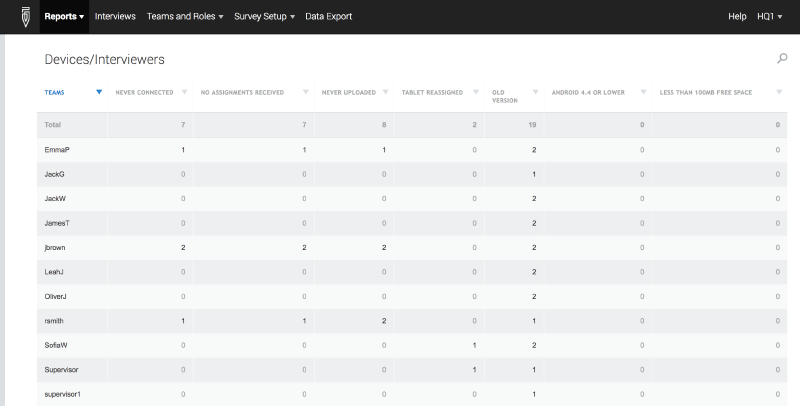 Reports Interviews Teams and Roles Survey Setup Data Export Help HQ1
Devices/Interviewers
TEAMS NEVER CONNECTED NO ASSIGNMENTS RECEIVED NEVER UPLOADED TABLET REASSIGNED OLD VERSION ANDROID 4.4 OR LOWER LESS THAN 100MB FREE SPACE
Total 7 7 8 2 19 0 0
EmmaP 1 1 1 0 2 0 0
JackG 0 0 0 0 1 0 0
JackW 0 0 0 0 2 0 0
JamesT 0 0 0 0 2 0 0
jbrown 2 2 2 0 2 0 0
LeahJ 0 0 0 0 2 0 0
OliverJ 0 0 0 0 2 0 0
rsmith 1 1 2 0 1 0 0
SofiaW 0 0 0 1 2 0 0
Supervisor 0 0 0 1 1 0 0
supervisor1 0 0 0 0 1 0 0